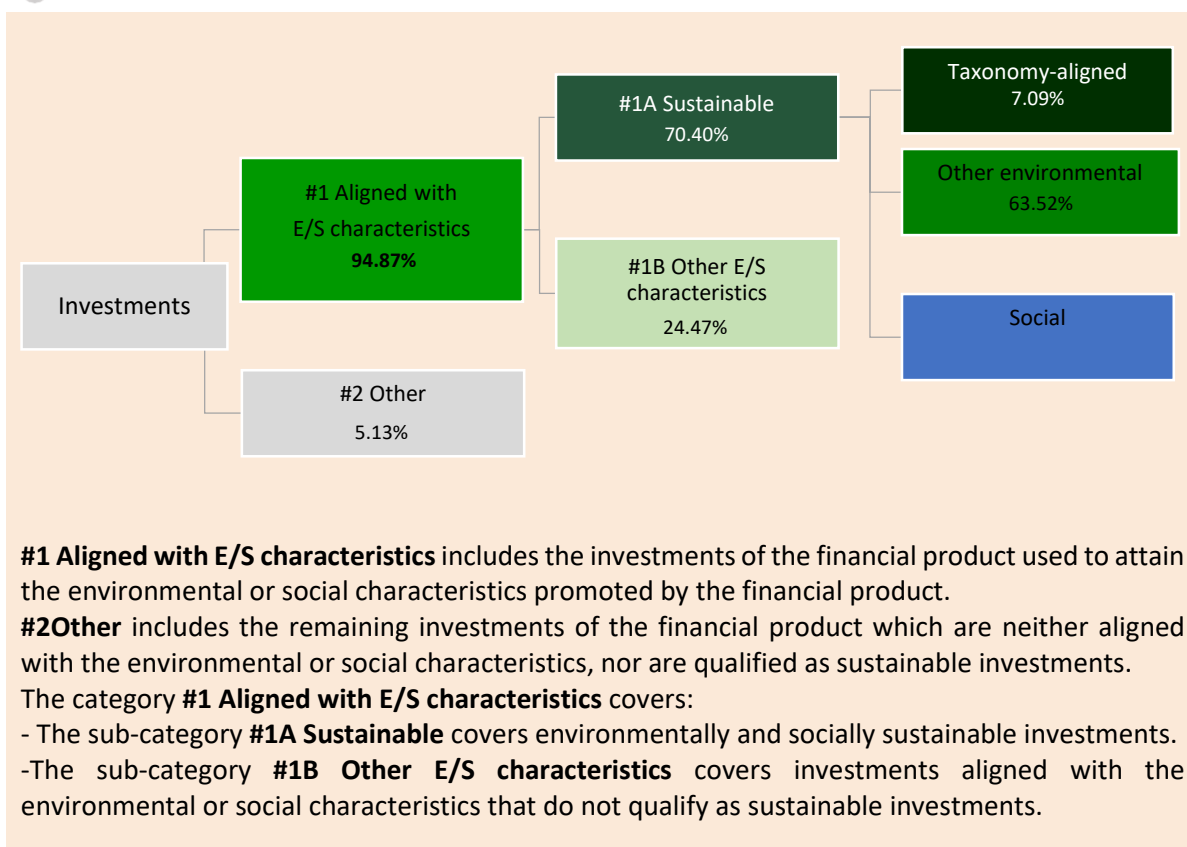 Taxonomy-aligned
7.09%
#1A Sustainable
70.40%
Other environmental
63.52%
#1 Aligned with
E/S characteristics
94.87%
#1B Other E/S
characteristics
24.47%
Investments
Social
#2 Other
5.13%
#1 Aligned with E/S characteristics includes the investments of the financial product used to attain
the environmental or social characteristics promoted by the financial product.
#2Other includes the remaining investments of the financial product which are neither aligned
with the environmental or social characteristics, nor are qualified as sustainable investments.
The category #1 Aligned with E/S characteristics covers:
- The sub-category #1A Sustainable covers environmentally and socially sustainable investments.
-The sub-category #1B Other E/S characteristics covers investments aligned with the
environmental or social characteristics that do not qualify as sustainable investments.